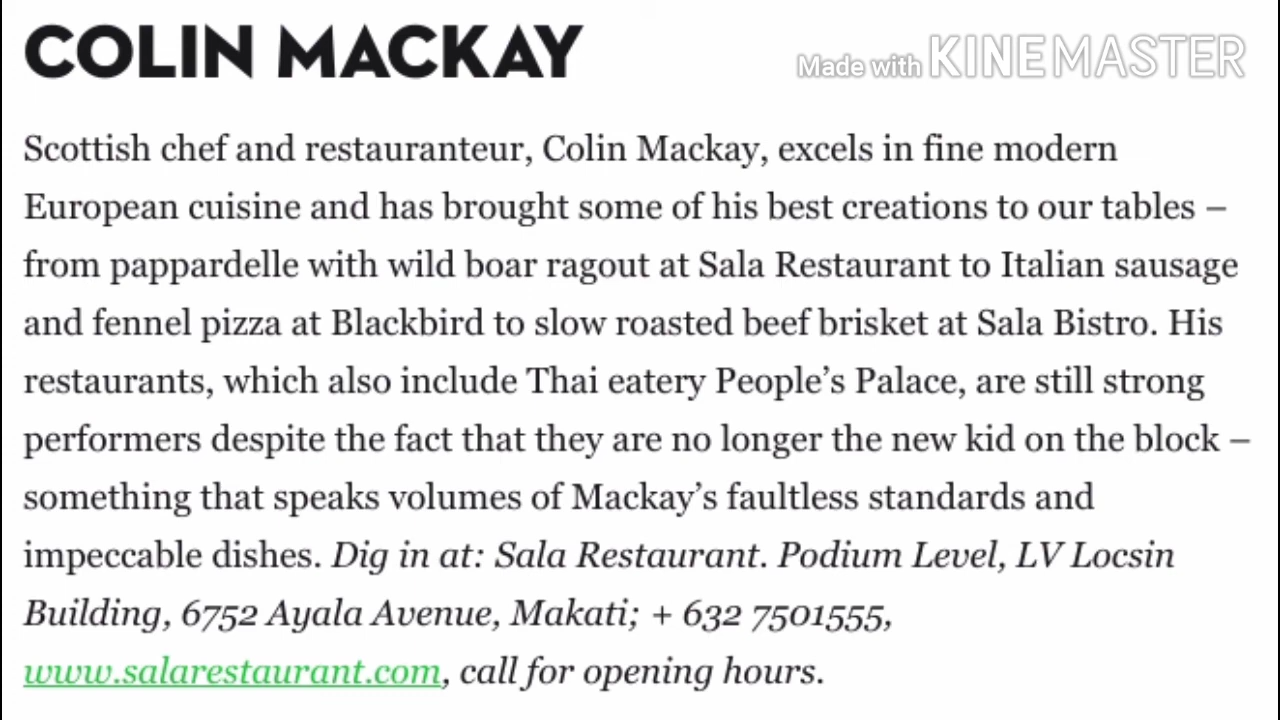 COLIN MACKAY
Made with KINEMASTER
Scottish chef and restauranteur, Colin Mackay, excels in fine modern
European cuisine and has brought some of his best creations to our tables –
from pappardelle with wild boar ragout at Sala Restaurant to Italian sausage
and fennel pizza at Blackbird to slow roasted beef brisket at Sala Bistro. His
restaurants, which also include Thai eatery People’s Palace, are still strong
performers despite the fact that they are no longer the new kid on the block –
something that speaks volumes of Mackay’s faultless standards and
impeccable dishes. Dig in at: Sala Restaurant. Podium Level, LV Locsin
Building, 6752 Ayala Avenue, Makati; + 632 7501555,
www.salarestaurant.com, call for opening hours.